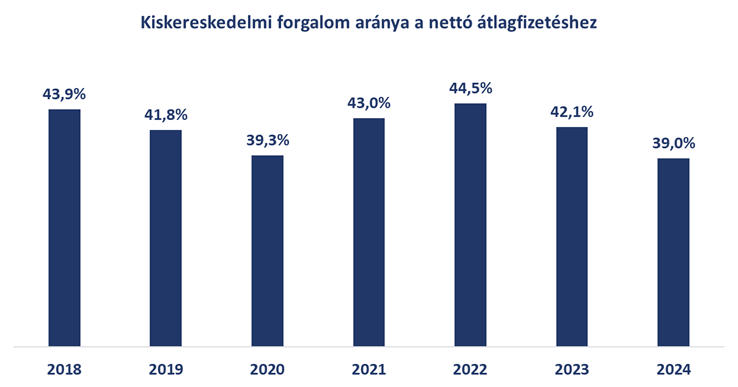 Kiskereskedelmi forgalom aránya a nettó átlagfizetéshez
43,9% 41,8% 39,3% 43,0% 44,5% 42,1% 39,0%
2018 2019 2020 2021 2022 2023 2024